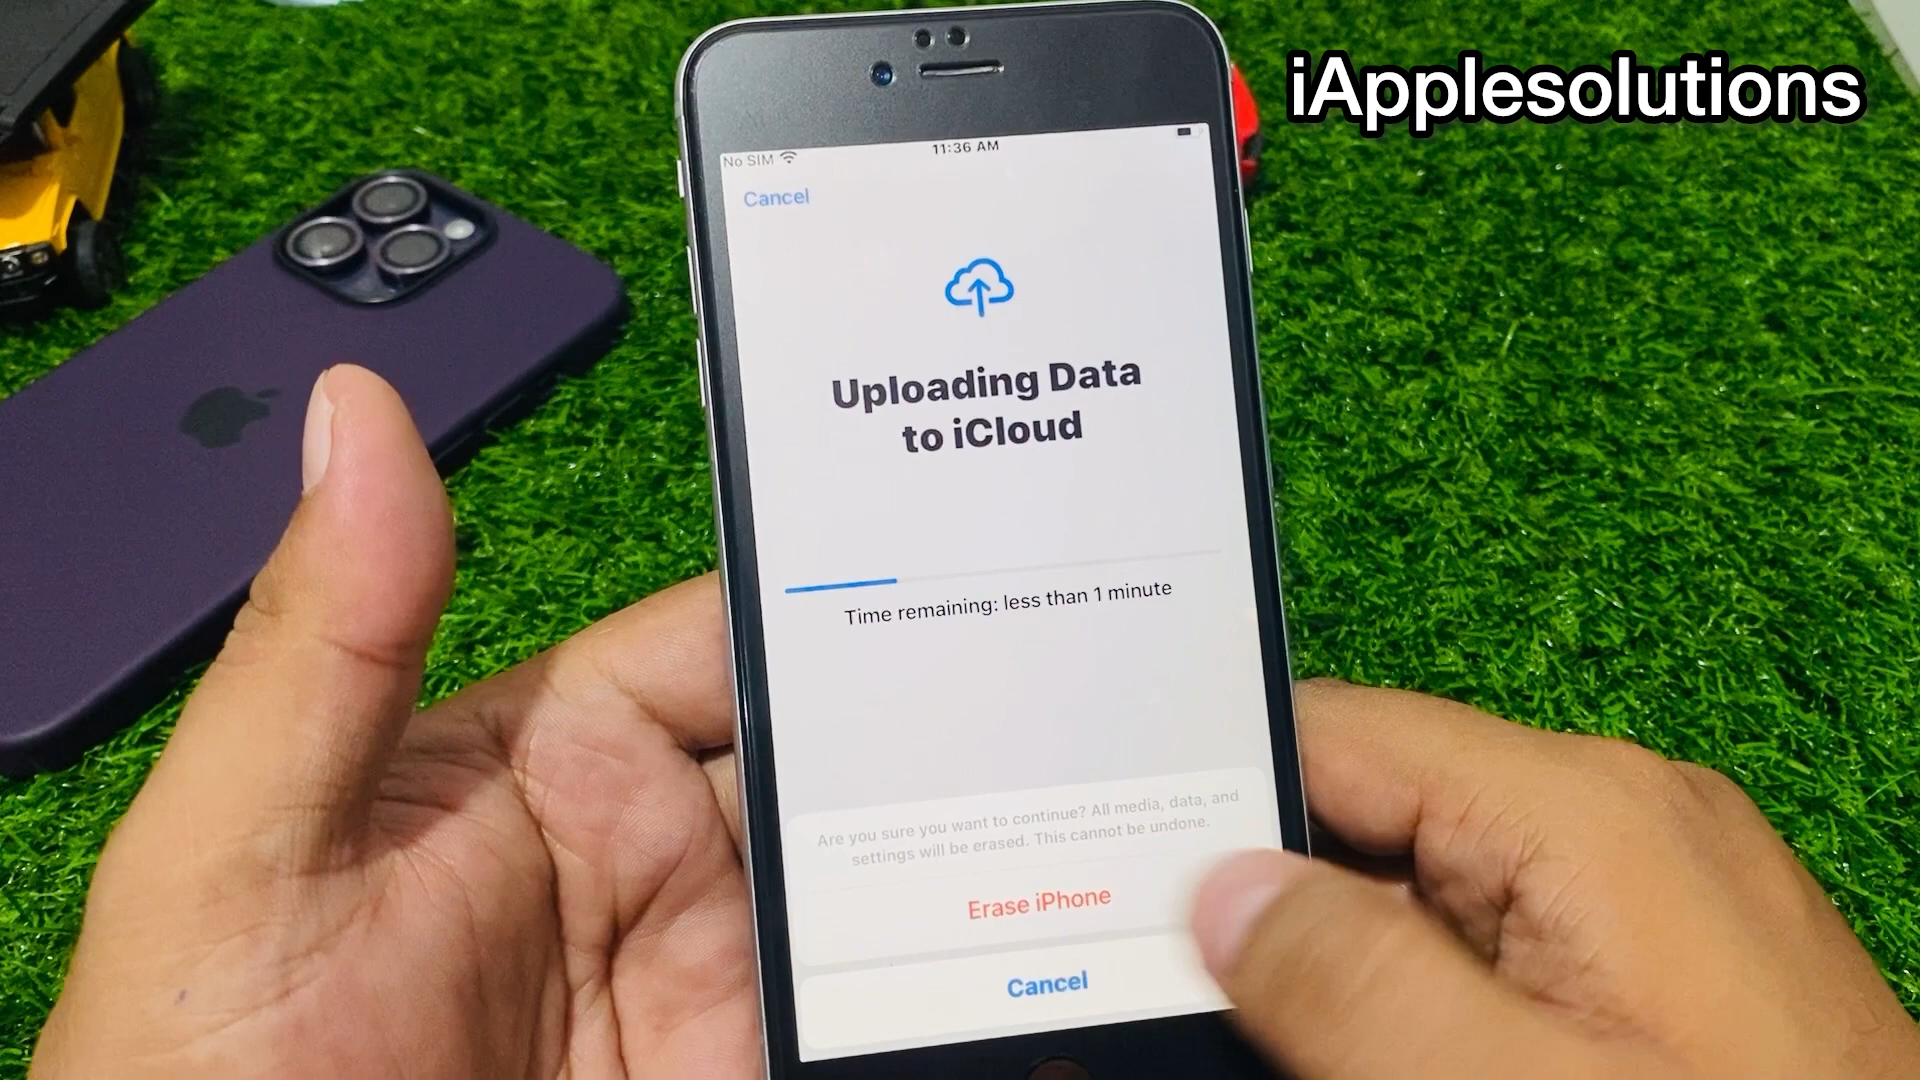 iApplesolutions
No SIM
11:36 AM
Cancel
Uploading Data
to iCloud
Time remaining: less than 1 minute
Are you sure you want to continue? All media, data, and
settings will be erased. This cannot be undone.
Erase iPhone
Cancel